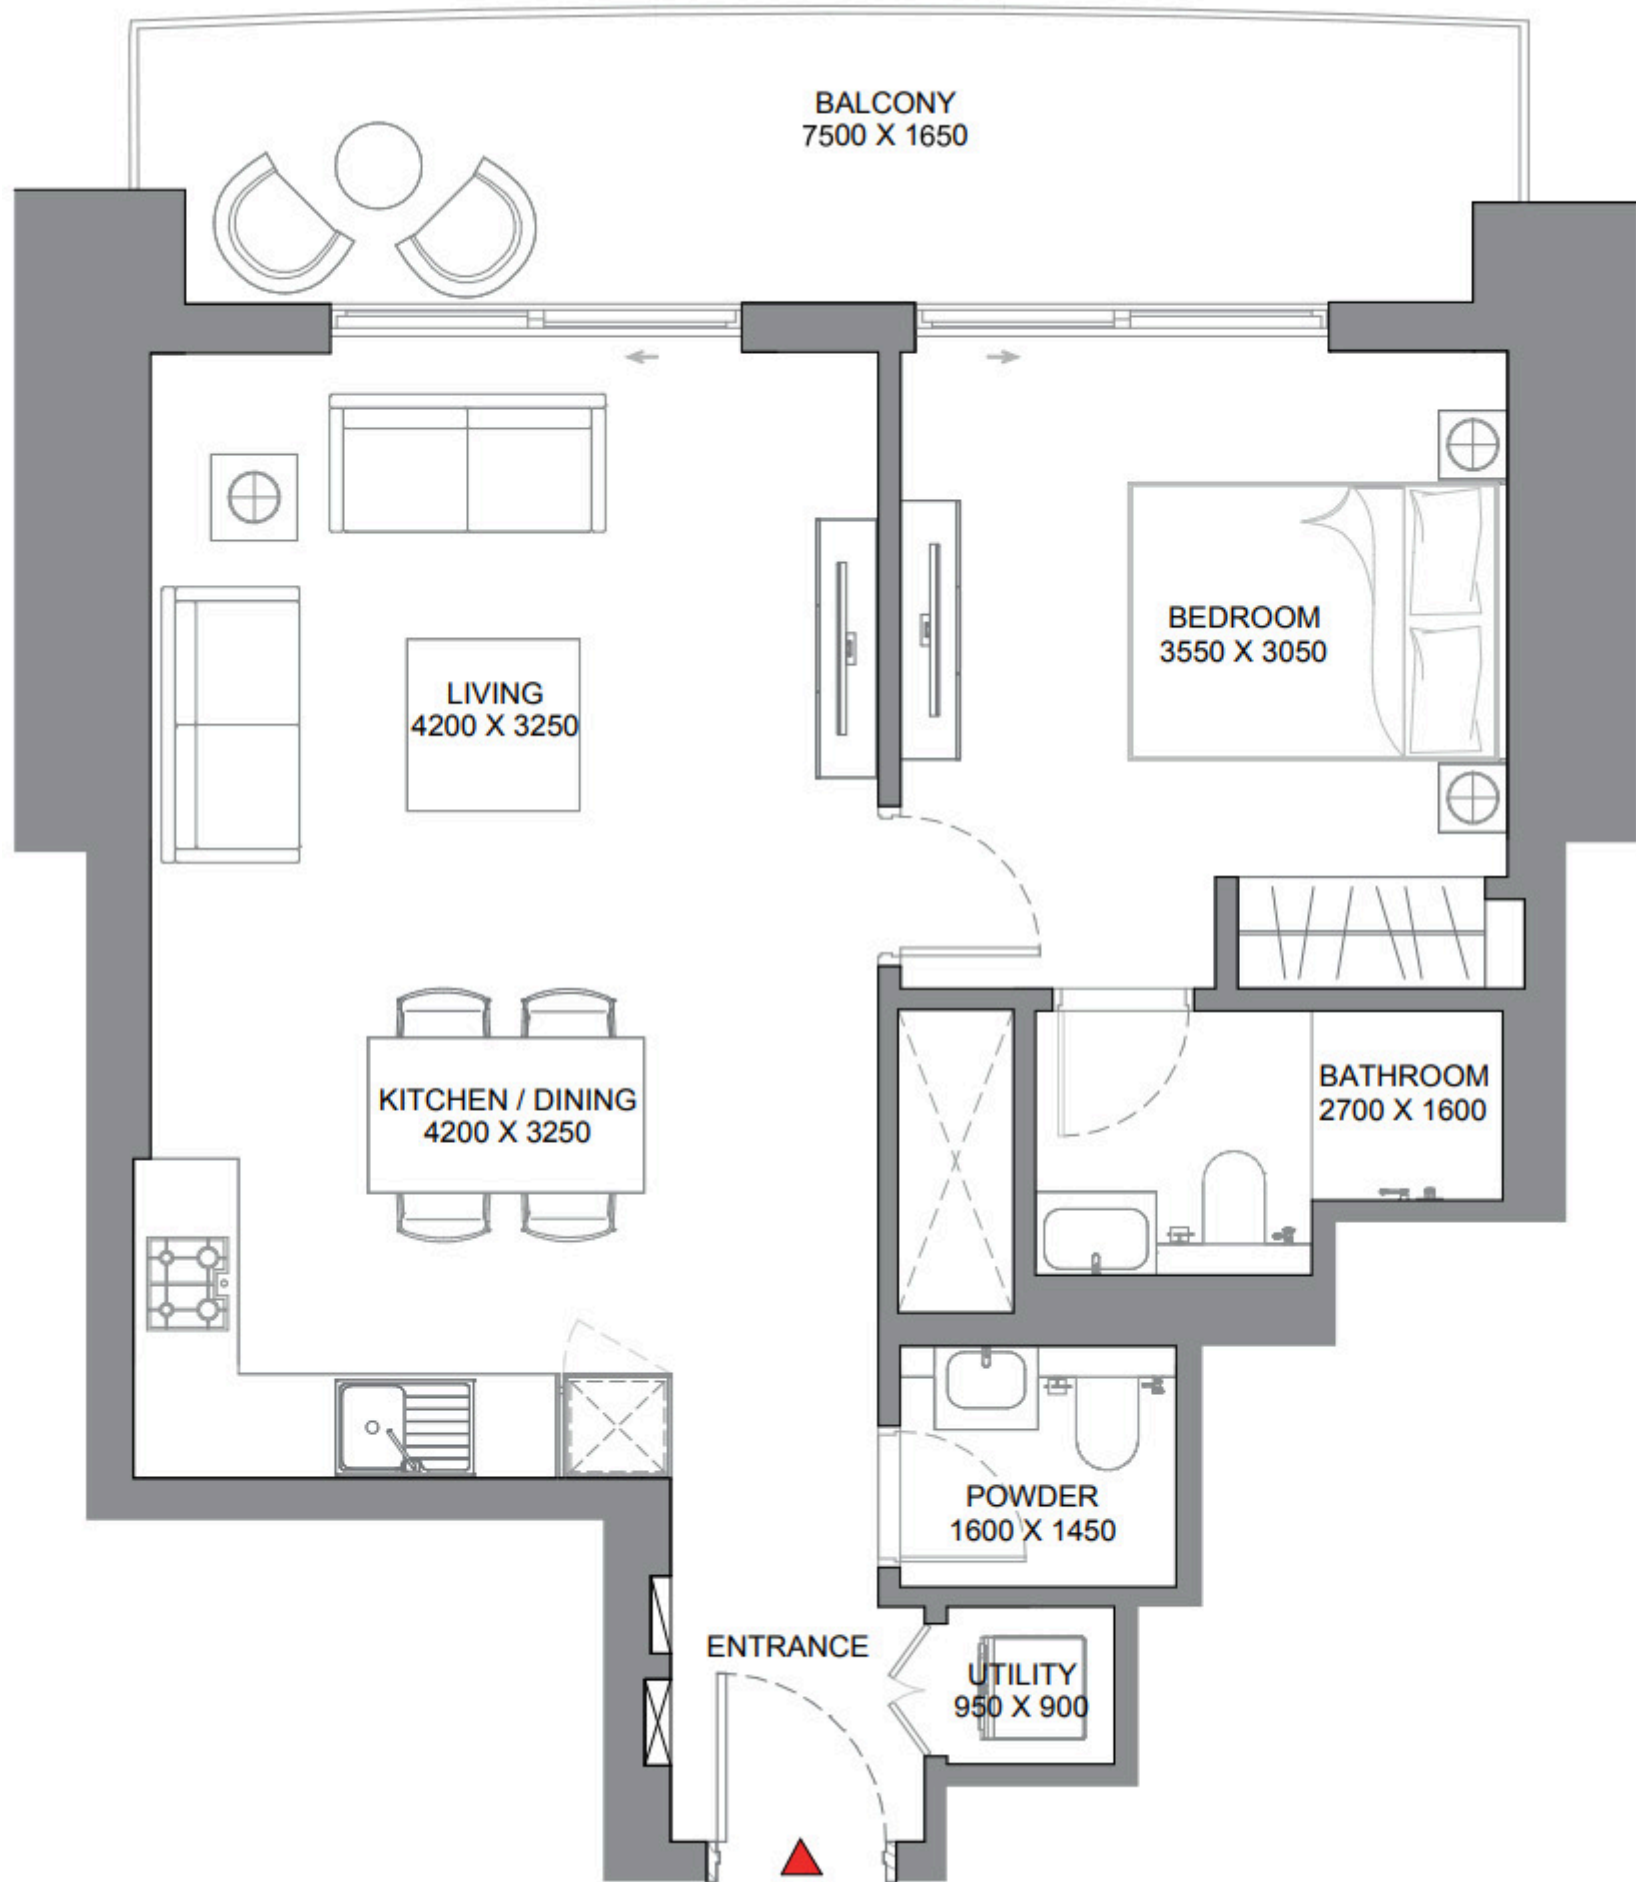 BALCONY
7500 X 1650
BEDROOM
3550 X 3050
LIVING
4200 X 3250
KITCHEN / DINING
4200 X 3250
BATHROOM
2700 X 1600
POWDER
1600 X 1450
ENTRANCE
UTILITY
950 X 900